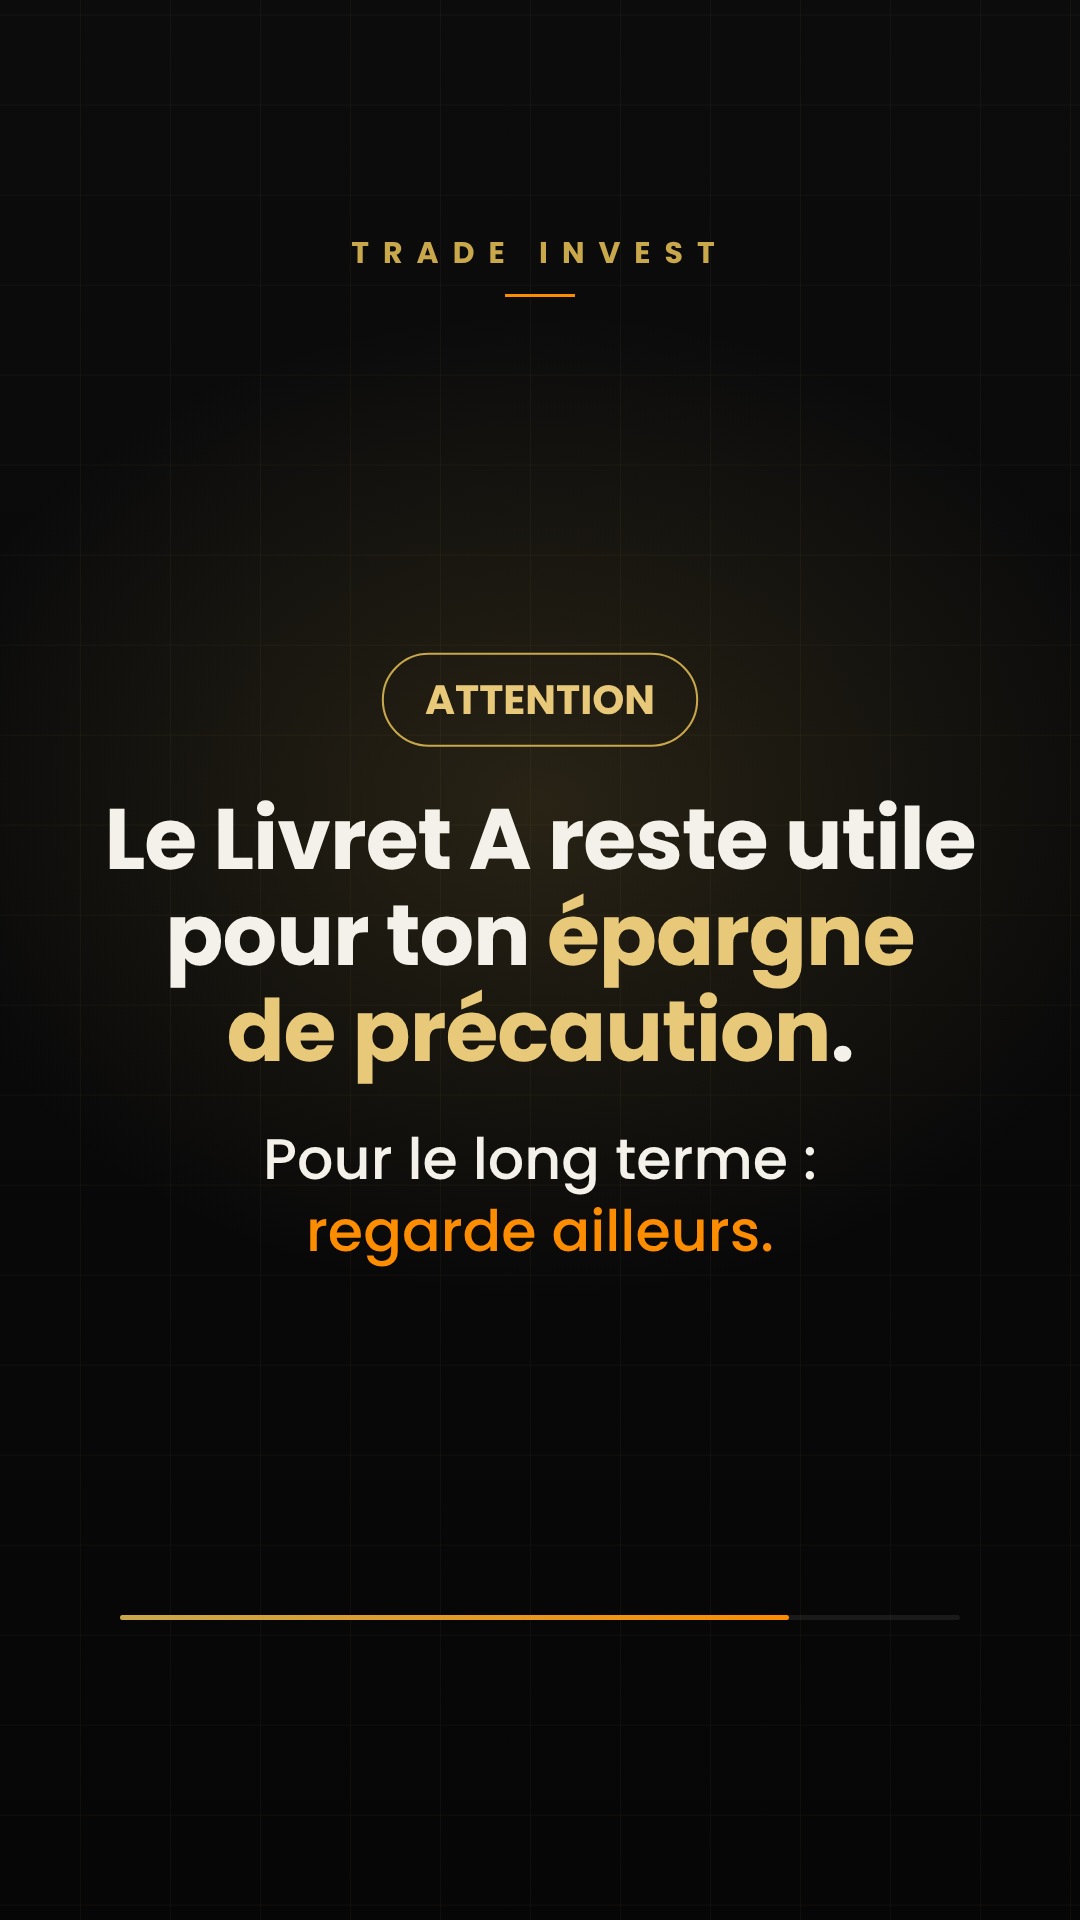 TRADE INVEST
ATTENTION
Le Livret A reste utile
pour ton épargne
de précaution.
Pour le long terme :
regarde ailleurs.